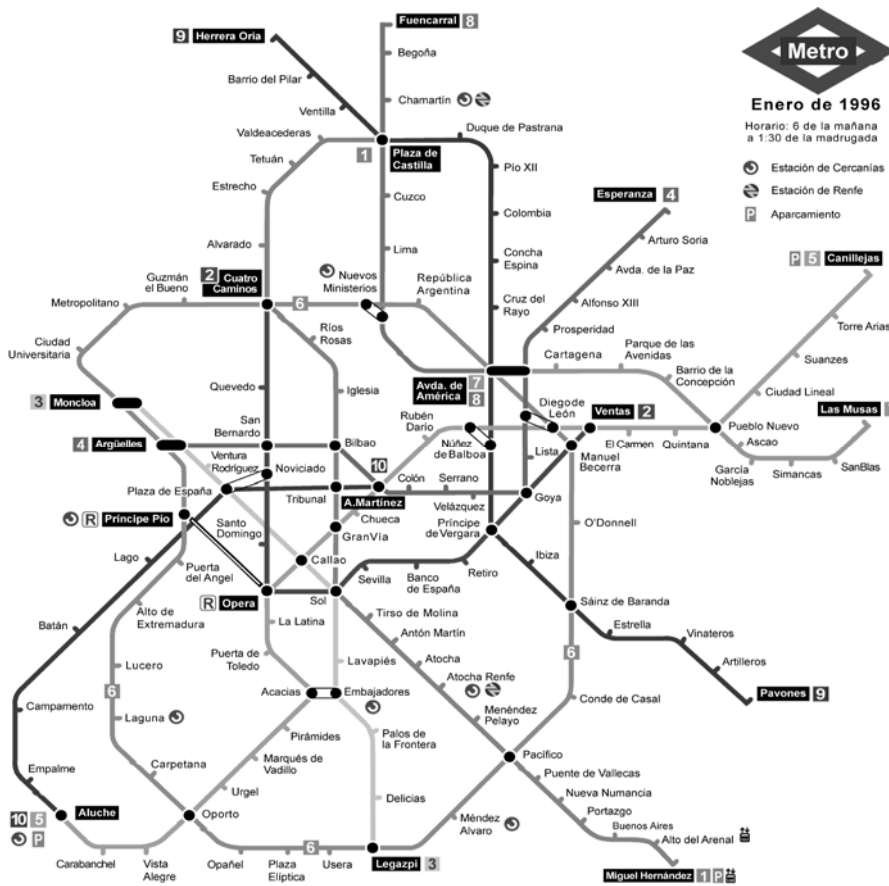 Fuencarral 8
9 Herrera Oria
Begoña
Metro
Barrio del Pilar
Chamartín
Enero de 1996
Ventilla
Horario: 6 de la mañana
a 1:30 de la madrugada
Valdeacederas
Duque de Pastrana
1 Plaza de
Castilla
Tetuán
Pío XII
Estación de Cercanías
Estrecho
Cuzco
Esperanza 4
Estación de Renfe
Colombia
P Aparcamiento
Alvarado
Lima
Arturo Soria
Concha
Espina
P 5 Canillejas
Guzmán
el Bueno
2 Cuatro
Caminos
Nuevos
Ministerios
República
Argentina
Avda. de la Paz
Metropolitano
6
Cruz del
Rayo
Alfonso XIII
Torre Arias
Ciudad
Universitaria
Ríos
Rosas
Prosperidad
Parque de las
Avenidas
Suanzes
Cartagena
Barrio de la
Concepción
Quevedo
Iglesia
Avda. de
América
7
8
Ciudad Lineal
3 Moncloa
Rubén
Darío
Diegode
León
Ventas 2
Las Musas
San
Bernardo
Pueblo Nuevo
4 Argüelles
Bilbao
Núñez
de Balboa
Lista
Manuel
Becerra
El Carmen
Quintana
Ascao
Ventura
Rodríguez
Noviciado
10
García
Noblejas
Simancas
SanBlas
Colón
Serrano
Plaza de España
Tribunal
A.Martínez
Velázquez
Goya
R Príncipe Pío
Santo
Domingo
Chueca
GranVía
Príncipe
de Vergara
O'Donnell
Lago
Puerta
del Angel
Callao
Ibiza
Sevilla
Banco
de España
Retiro
R Opera
Sol
Batán
Alto de
Extremadura
La Latina
Tirso de Molina
Sáinz de Baranda
Estrella
Antón Martín
Vinateros
Lucero
Puerta de
Toledo
Lavapiés
Atocha
6
Artilleros
6
Atocha Renfe
Acacias
Embajadores
Conde de Casal
Pavones 9
Campamento
Laguna
Menéndez
Pelayo
Pirámides
Palos de
la Frontera
Marqués de
Vadillo
Pacífico
Empalme
Carpetana
Puente de Vallecas
Urgel
Nueva Numancia
Delicias
10 5 Aluche
P
Oporto
Méndez
Alvaro
Portazgo
Buenos Aires
Alto del Arenal
6
Carabanchel
Vista
Alegre
Opañel
Plaza
Elíptica
Usera
Legazpi 3
Miguel Hernández 1 P